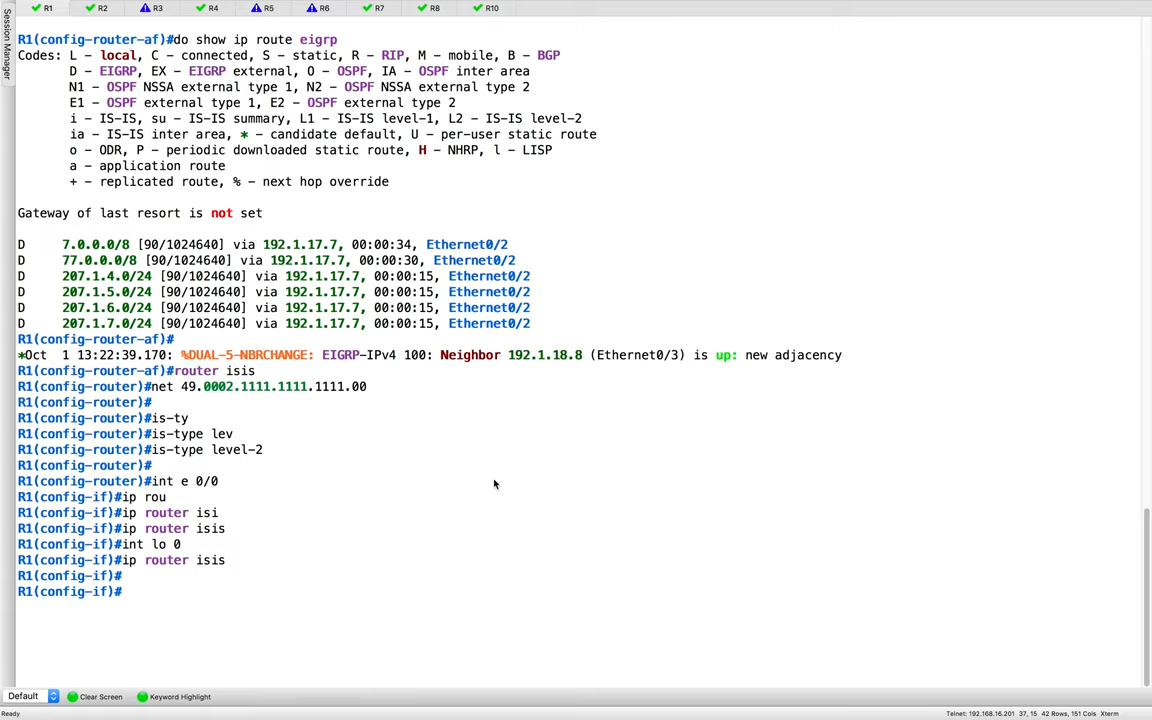 R1 R2 R3 R4 R5 R6 R7 R8 R10
Session Manager
R1(config-router-af)#do show ip route eigrp
Codes: L - local, C - connected, S - static, R - RIP, M - mobile, B - BGP
D - EIGRP, EX - EIGRP external, O - OSPF, IA - OSPF inter area
N1 - OSPF NSSA external type 1, N2 - OSPF NSSA external type 2
E1 - OSPF external type 1, E2 - OSPF external type 2
i - IS-IS, su - IS-IS summary, L1 - IS-IS level-1, L2 - IS-IS level-2
ia - IS-IS inter area, * - candidate default, U - per-user static route
o - ODR, P - periodic downloaded static route, H - NHRP, l - LISP
a - application route
+ - replicated route, % - next hop override
Gateway of last resort is not set
D 7.0.0.0/8 [90/1024640] via 192.1.17.7, 00:00:34, Ethernet0/2
D 77.0.0.0/8 [90/1024640] via 192.1.17.7, 00:00:30, Ethernet0/2
D 207.1.4.0/24 [90/1024640] via 192.1.17.7, 00:00:15, Ethernet0/2
D 207.1.5.0/24 [90/1024640] via 192.1.17.7, 00:00:15, Ethernet0/2
D 207.1.6.0/24 [90/1024640] via 192.1.17.7, 00:00:15, Ethernet0/2
D 207.1.7.0/24 [90/1024640] via 192.1.17.7, 00:00:15, Ethernet0/2
R1(config-router-af)#
*Oct 1 13:22:39.170: %DUAL-5-NBRCHANGE: EIGRP-IPv4 100: Neighbor 192.1.18.8 (Ethernet0/3) is up: new adjacency
R1(config-router-af)#router isis
R1(config-router)#net 49.0002.1111.1111.1111.00
R1(config-router)#
R1(config-router)#is-ty
R1(config-router)#is-type lev
R1(config-router)#is-type level-2
R1(config-router)#
R1(config-router)#int e 0/0
R1(config-if)#ip rou
R1(config-if)#ip router isi
R1(config-if)#ip router isis
R1(config-if)#int lo 0
R1(config-if)#ip router isis
R1(config-if)#
R1(config-if)#
Default Clear Screen Keyword Highlight
Ready Telnet: 192.168.16.201 37, 15 42 Rows, 151 Cols Xterm